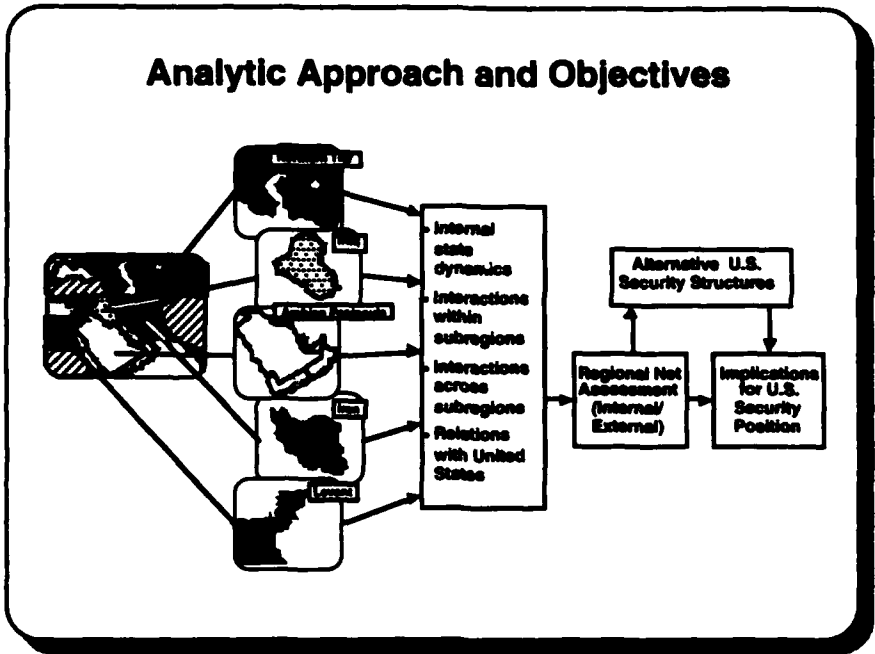 Analytic Approach and Objectives
Iraq
Arabian Peninsula
Iran
Levant
• Internal
state
dynamics
• Interactions
within
subregions
• Interactions
across
subregions
• Relations
with United
States
Alternative U.S.
Security Structures
Regional Net
Assessment
(Internal/
External)
Implications
for U.S.
Security
Position